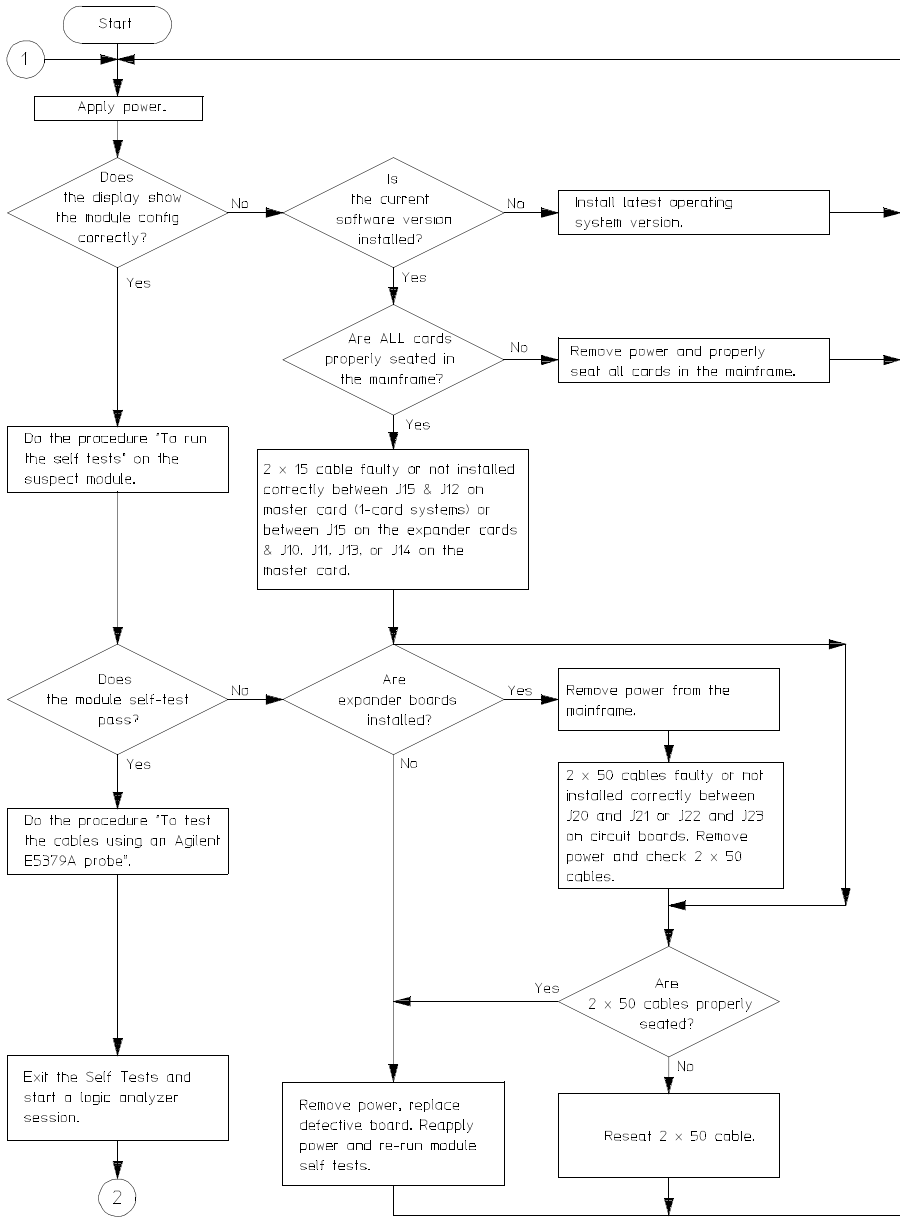 Start
1
Apply power.
Does
the display show
the module config
correctly?
No
Yes
Is
the current
software version
installed?
No
Yes
Install latest operating
system version.
Are ALL cards
properly seated in
the mainframe?
No
Yes
Remove power and properly
seat all cards in the mainframe.
Do the procedure "To run
the self tests" on the
suspect module.
2 x 15 cable faulty or not installed
correctly between J15 & J12 on
master card (1-card systems) or
between J15 on the expander cards
& J10, J11, J13, or J14 on the
master card.
Does
the module self-test
pass?
No
Yes
Are
expander boards
installed?
Yes
No
Remove power from the
mainframe.
2 x 50 cables faulty or not
installed correctly between
J20 and J21 or J22 and J23
on circuit boards. Remove
power and check 2 x 50
cables.
Do the procedure "To test
the cables using an Agilent
E5379A probe".
Are
2 x 50 cables properly
seated?
Yes
No
Exit the Self Tests and
start a logic analyzer
session.
Remove power, replace
defective board. Reapply
power and re-run module
self tests.
Reseat 2 x 50 cable.
2